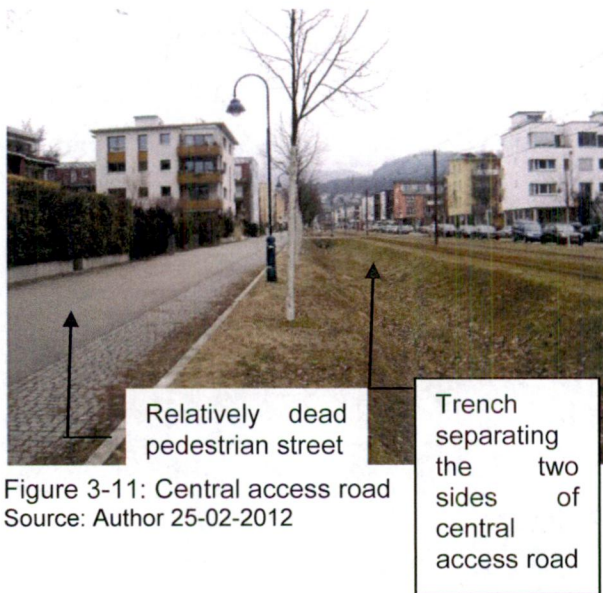 Relatively dead
pedestrian street
Trench
separating
the two
sides of
central
access road
Figure 3-11: Central access road
Source: Author 25-02-2012